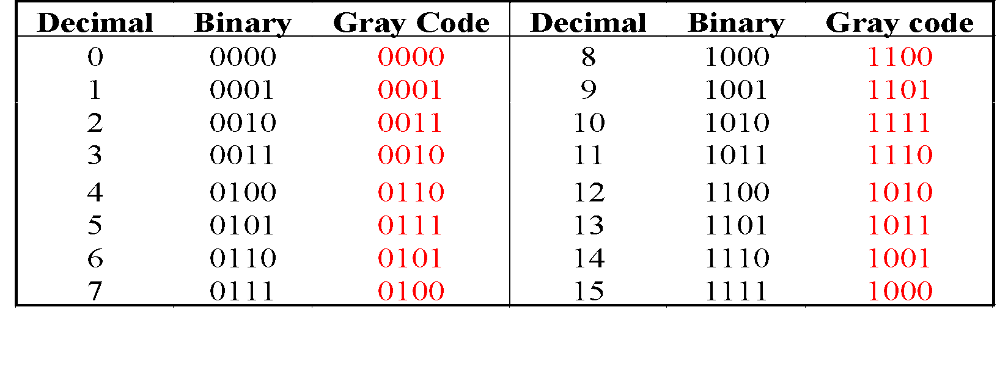 Decimal Binary Gray Code Decimal Binary Gray code
0 0000 0000 8 1000 1100
1 0001 0001 9 1001 1101
2 0010 0011 10 1010 1111
3 0011 0010 11 1011 1110
4 0100 0110 12 1100 1010
5 0101 0111 13 1101 1011
6 0110 0101 14 1110 1001
7 0111 0100 15 1111 1000